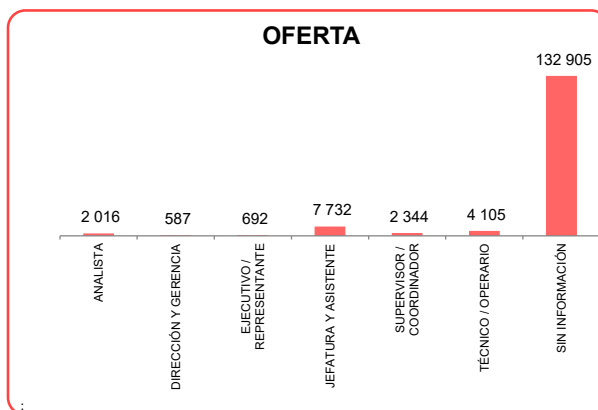 OFERTA
132 905
2 016
587
692
7 732
2 344
4 105
ANALISTA
DIRECCIÓN Y GERENCIA
EJECUTIVO /
REPRESENTANTE
JEFATURA Y ASISTENTE
SUPERVISOR /
COORDINADOR
TÉCNICO / OPERARIO
SIN INFORMACIÓN
: